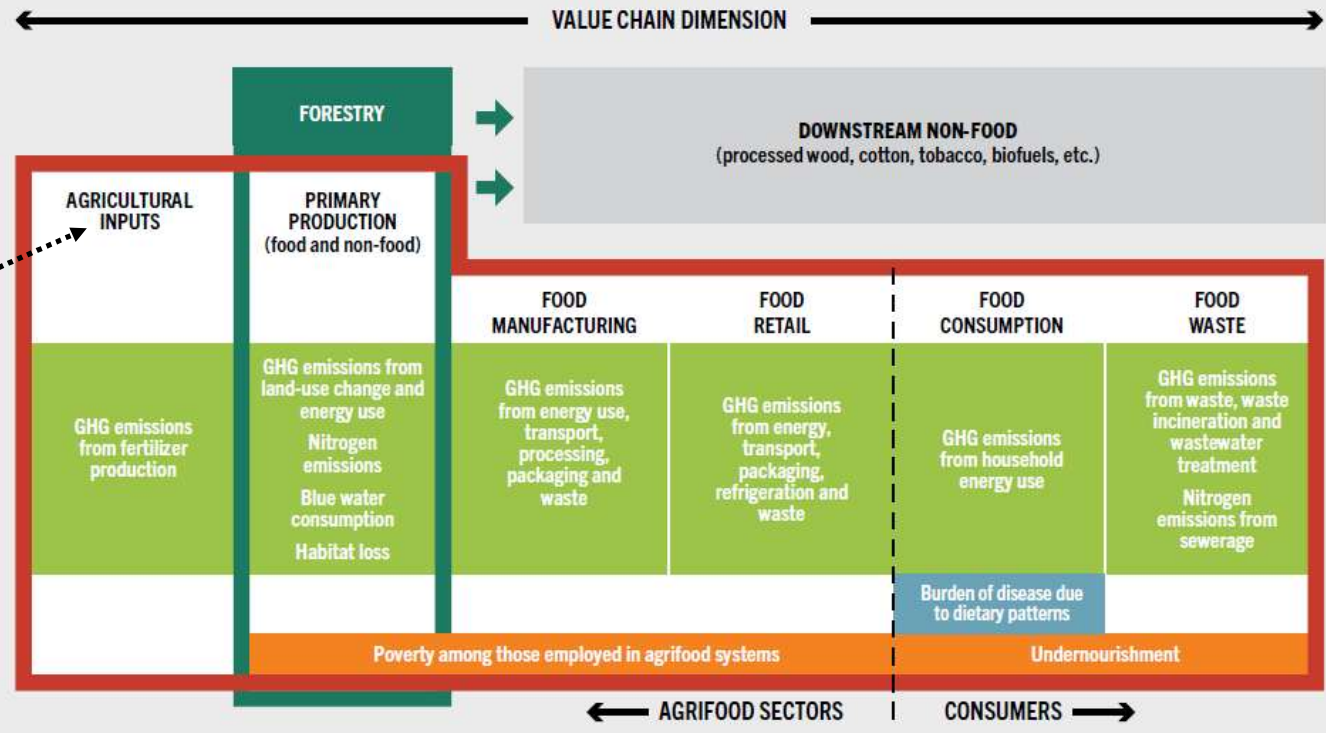 VALUE CHAIN DIMENSION
FORESTRY
DOWNSTREAM NON-FOOD
(processed wood, cotton, tobacco, biofuels, etc.)
AGRICULTURAL
INPUTS
PRIMARY
PRODUCTION
(food and non-food)
FOOD
MANUFACTURING
FOOD
RETAIL
FOOD
CONSUMPTION
FOOD
WASTE
GHG emissions
from fertilizer
production
GHG emissions from
land-use change and
energy use
Nitrogen
emissions
Blue water
consumption
Habitat loss
GHG emissions
from energy use,
transport,
processing,
packaging and
waste
GHG emissions
from energy,
transport,
packaging,
refrigeration and
waste
GHG emissions
from household
energy use
GHG emissions
from waste, waste
incineration and
wastewater
treatment
Nitrogen
emissions from
sewerage
Burden of disease due
to dietary patterns
Poverty among those employed in agrifood systems
Undernourishment
AGRIFOOD SECTORS
CONSUMERS